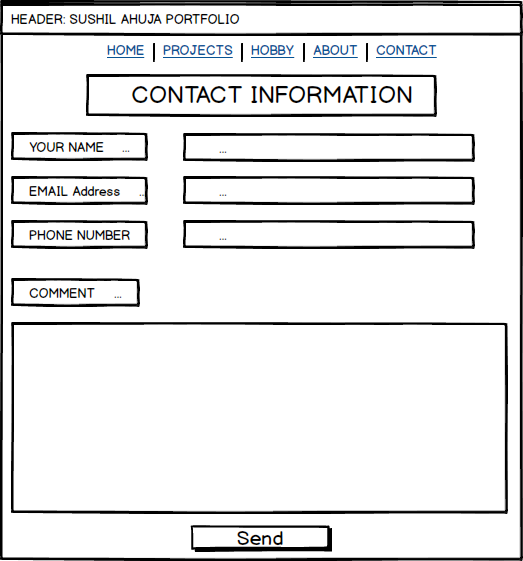 HEADER: SUSHIL AHUJA PORTFOLIO
HOME | PROJECTS | HOBBY | ABOUT | CONTACT
CONTACT INFORMATION
YOUR NAME ... ...
EMAIL Address ... ...
PHONE NUMBER ...
COMMENT ...
Send